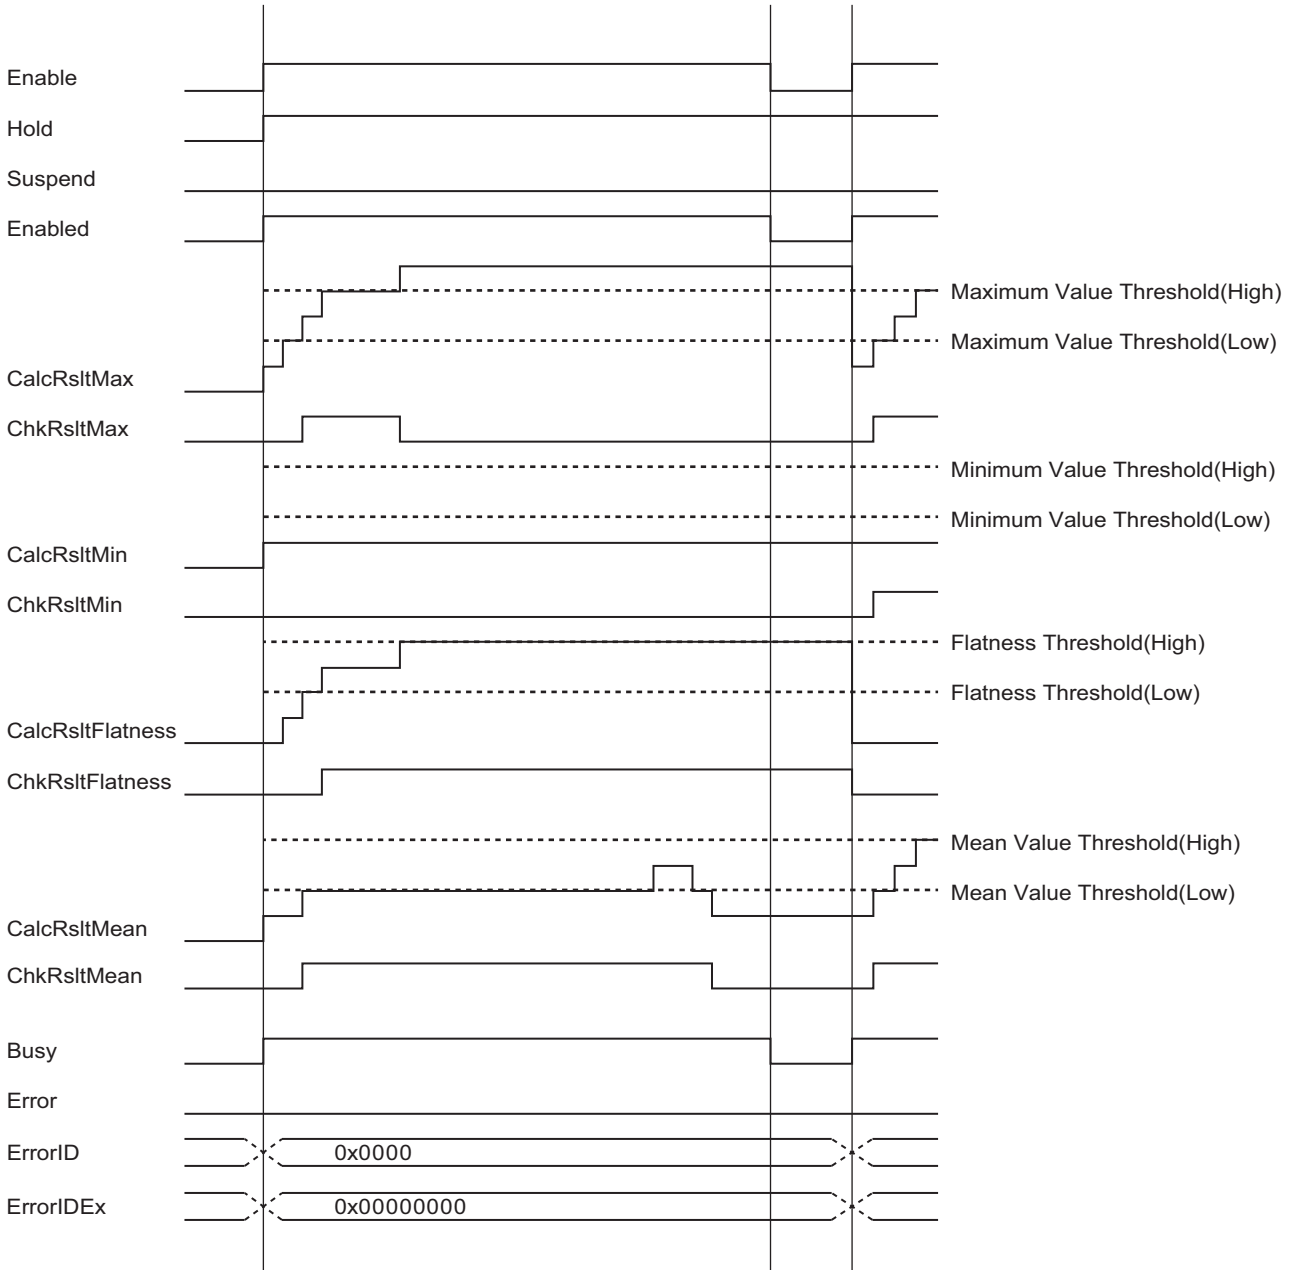 Enable
Hold
Suspend
Enabled
Maximum Value Threshold(High)
Maximum Value Threshold(Low)
CalcRsltMax
ChkRsltMax
Minimum Value Threshold(High)
Minimum Value Threshold(Low)
CalcRsltMin
ChkRsltMin
Flatness Threshold(High)
Flatness Threshold(Low)
CalcRsltFlatness
ChkRsltFlatness
Mean Value Threshold(High)
Mean Value Threshold(Low)
CalcRsltMean
ChkRsltMean
Busy
Error
ErrorID 0x0000
ErrorIDEx 0x00000000